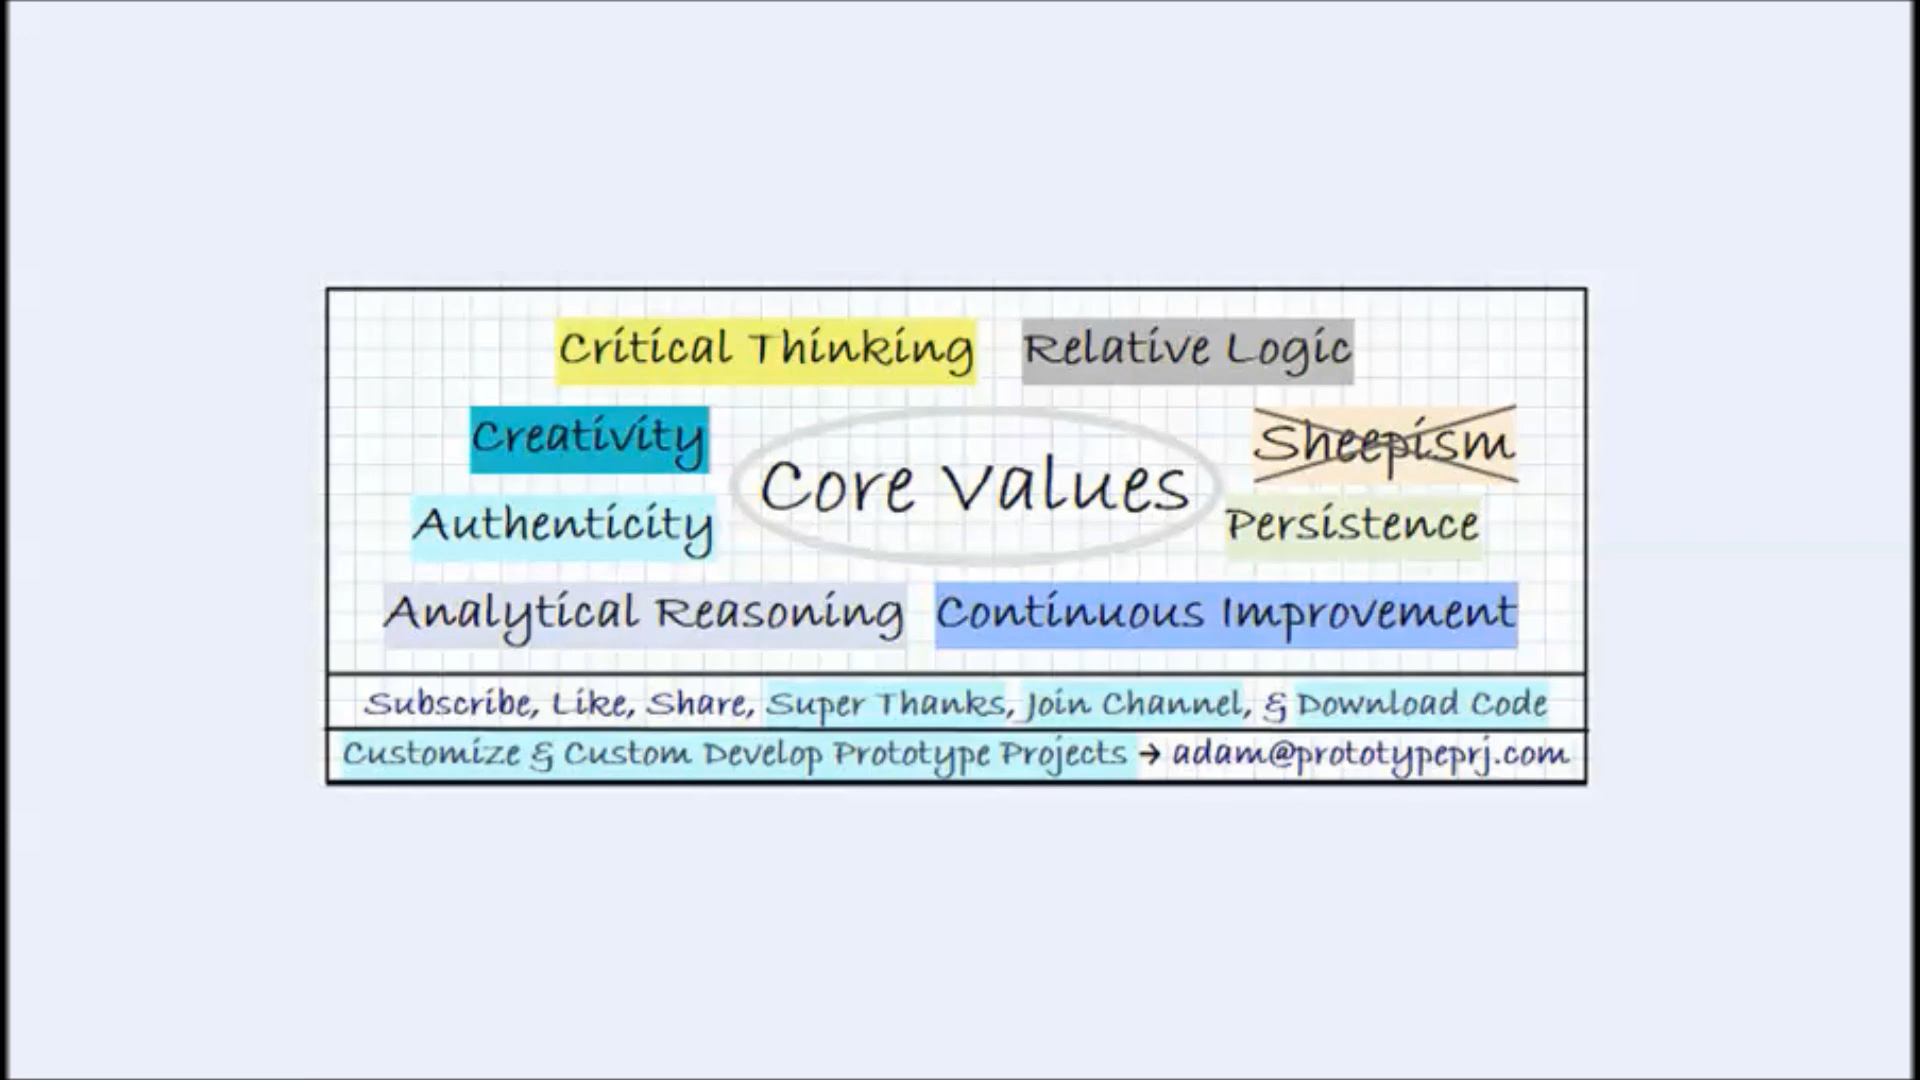 Critical Thinking Relative Logic
Creativity Sheepism
Core Values
Authenticity Persistence
Analytical Reasoning Continuous Improvement
Subscribe, Like, Share, Super Thanks, Join Channel, & Download Code
Customize & Custom Develop Prototype Projects → adam@prototypeprj.com